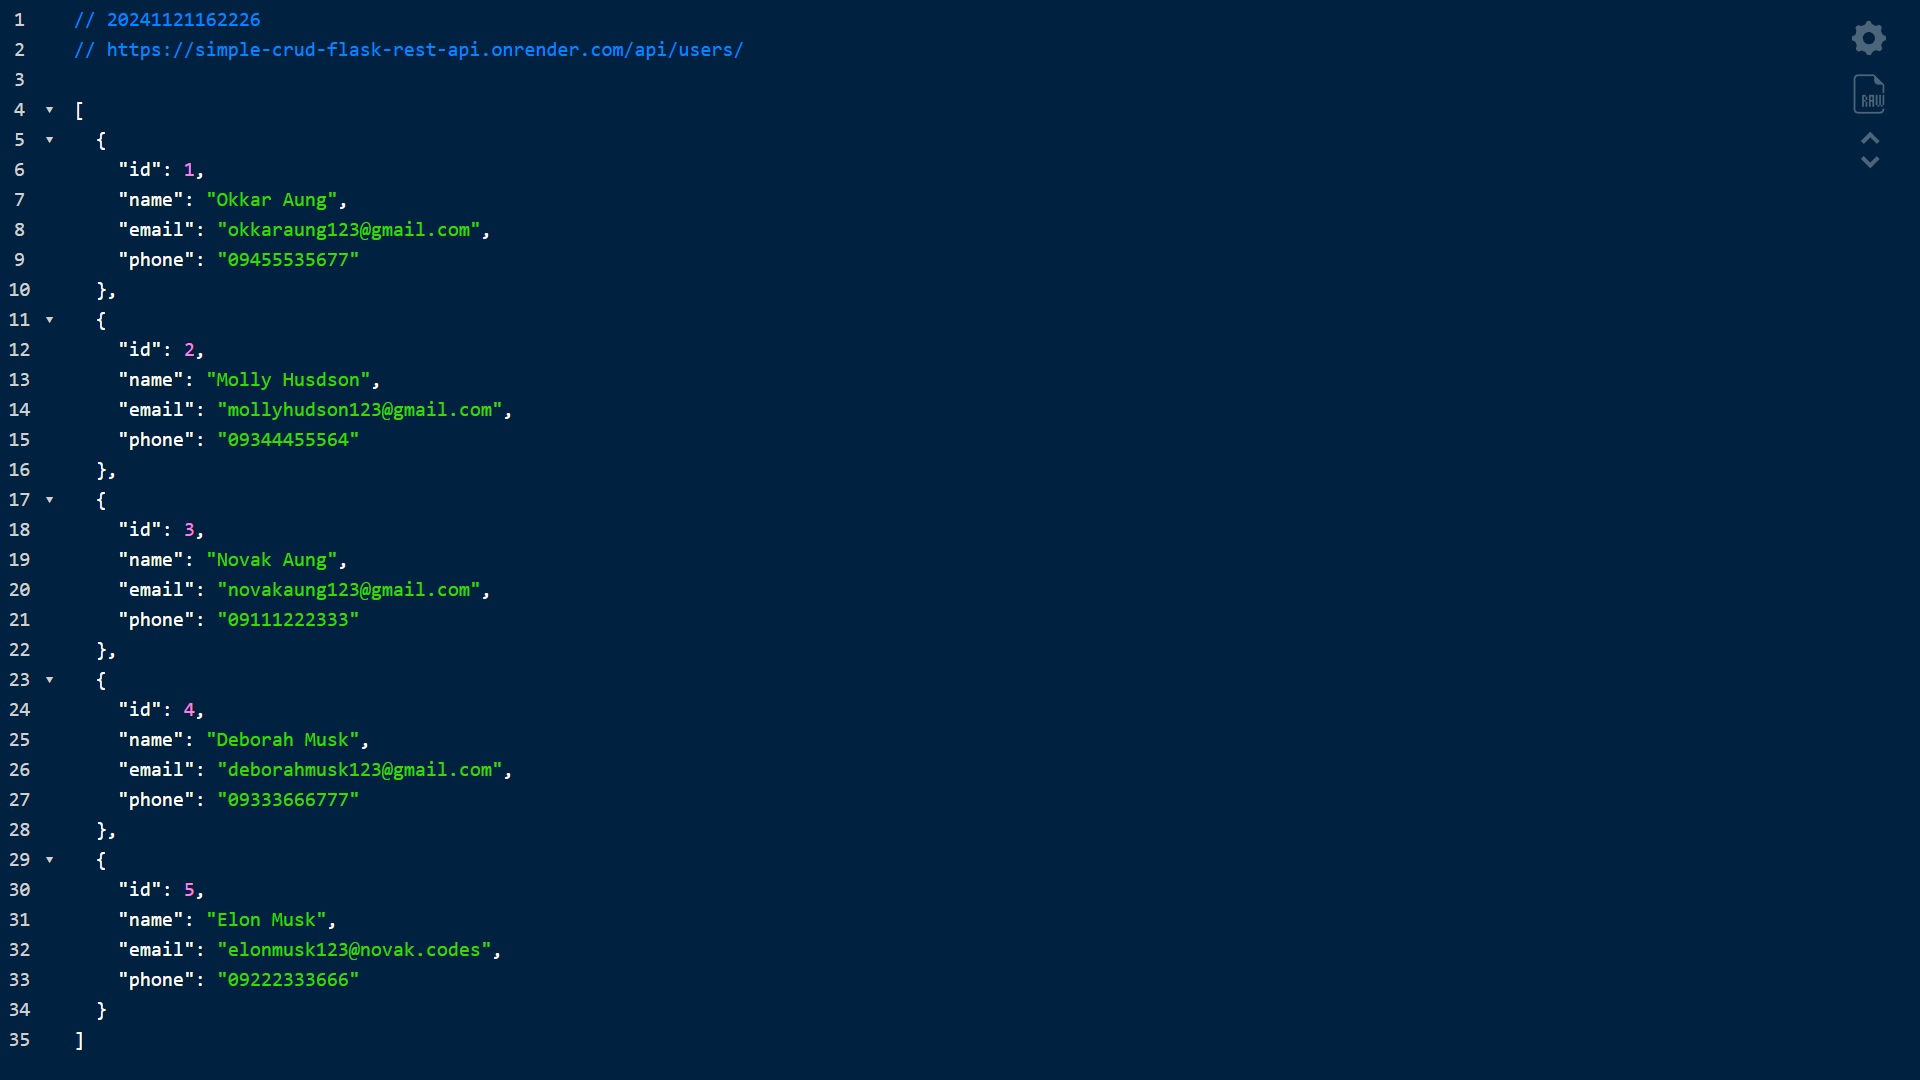 1 // 20241121162226
2 // https://simple-crud-flask-rest-api.onrender.com/api/users/
3
4 ▼ [
5 ▼ {
6 "id": 1,
7 "name": "Okkar Aung",
8 "email": "okkaraung123@gmail.com",
9 "phone": "09455535677"
10 },
11 ▼ {
12 "id": 2,
13 "name": "Molly Husdson",
14 "email": "mollyhudson123@gmail.com",
15 "phone": "09344455564"
16 },
17 ▼ {
18 "id": 3,
19 "name": "Novak Aung",
20 "email": "novakaung123@gmail.com",
21 "phone": "09111222333"
22 },
23 ▼ {
24 "id": 4,
25 "name": "Deborah Musk",
26 "email": "deborahmusk123@gmail.com",
27 "phone": "09333666777"
28 },
29 ▼ {
30 "id": 5,
31 "name": "Elon Musk",
32 "email": "elonmusk123@novak.codes",
33 "phone": "09222333666"
34 }
35 ]
RAW